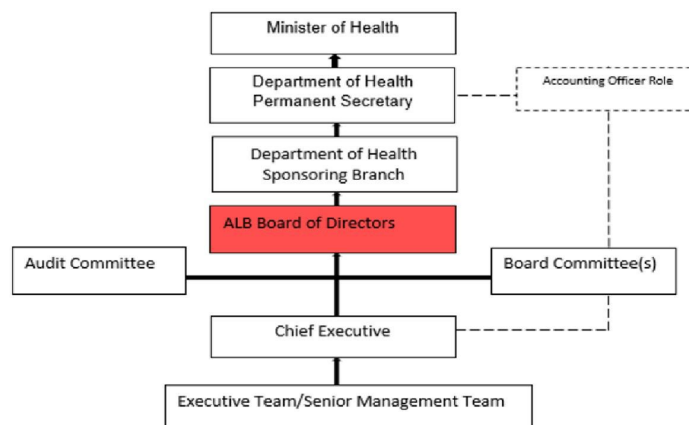 Minister of Health
Department of Health
Permanent Secretary
Accounting Officer Role
Department of Health
Sponsoring Branch
ALB Board of Directors
Audit Committee
Board Committee(s)
Chief Executive
Executive Team/Senior Management Team